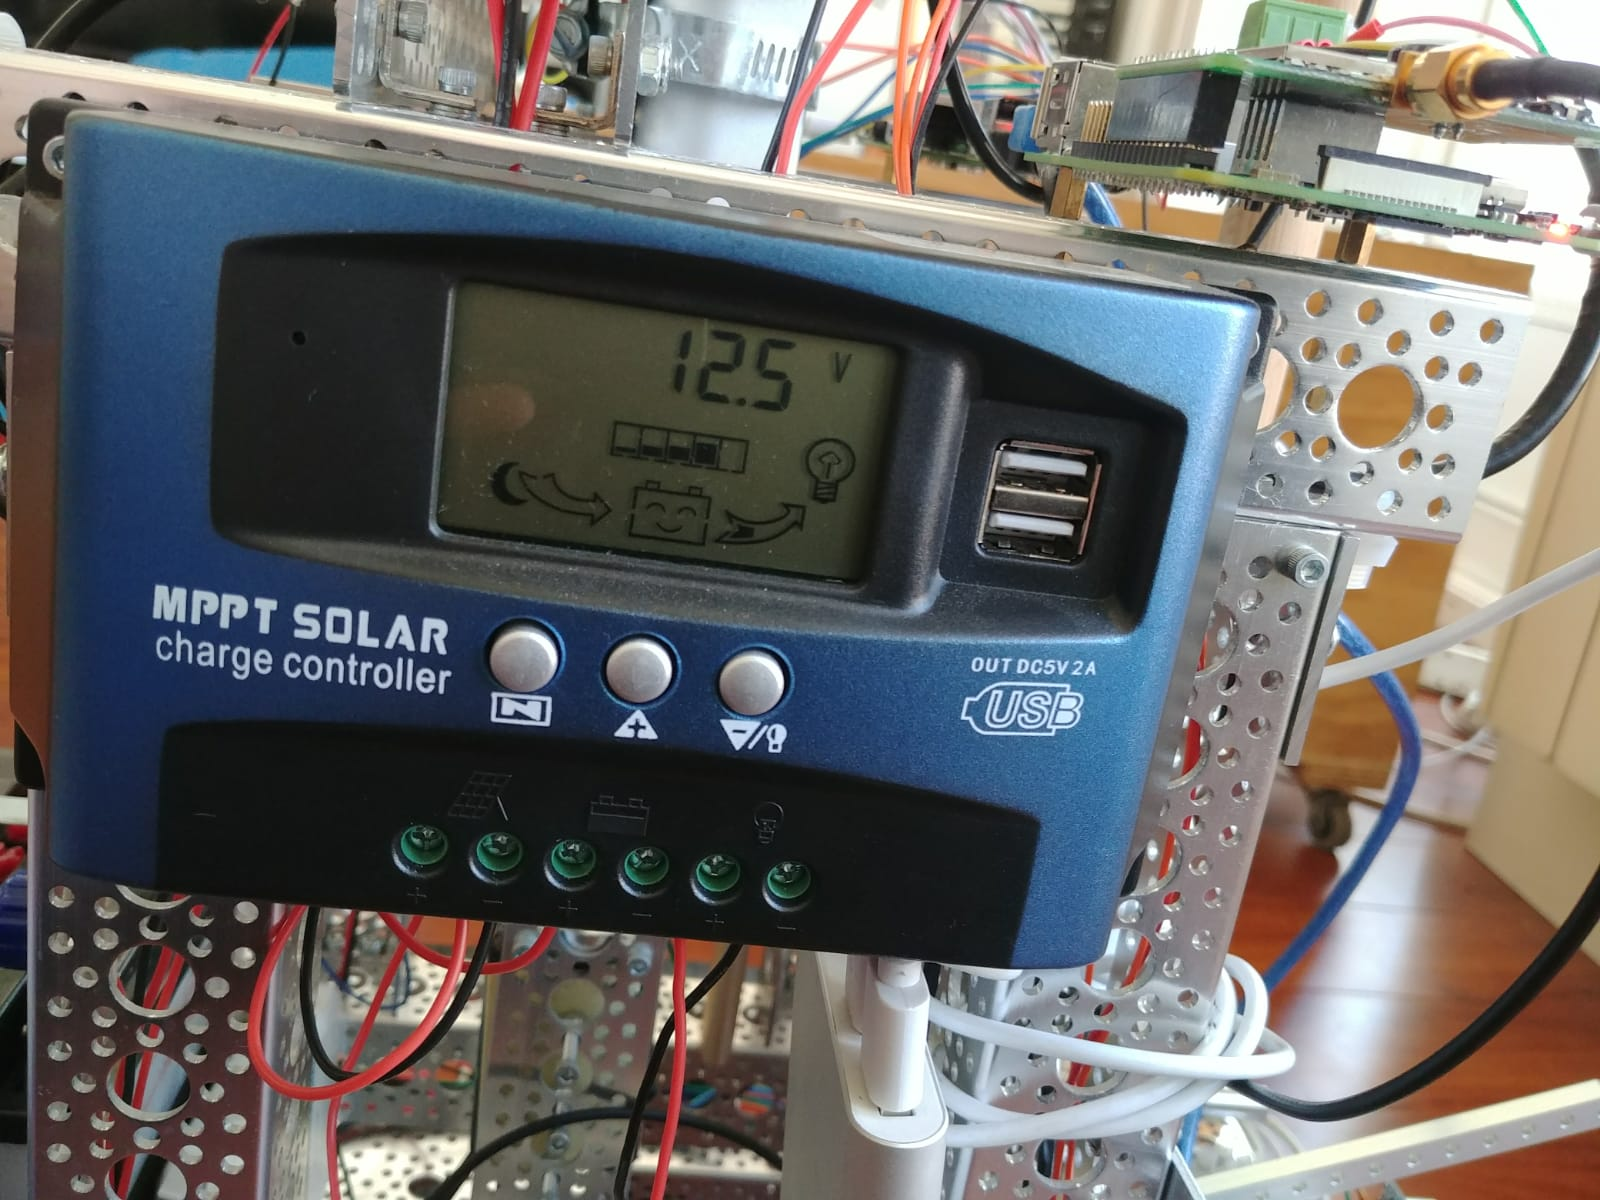 12.5 V
MPPT SOLAR
charge controller
OUT DC5V 2A
USB
+ - + - + -